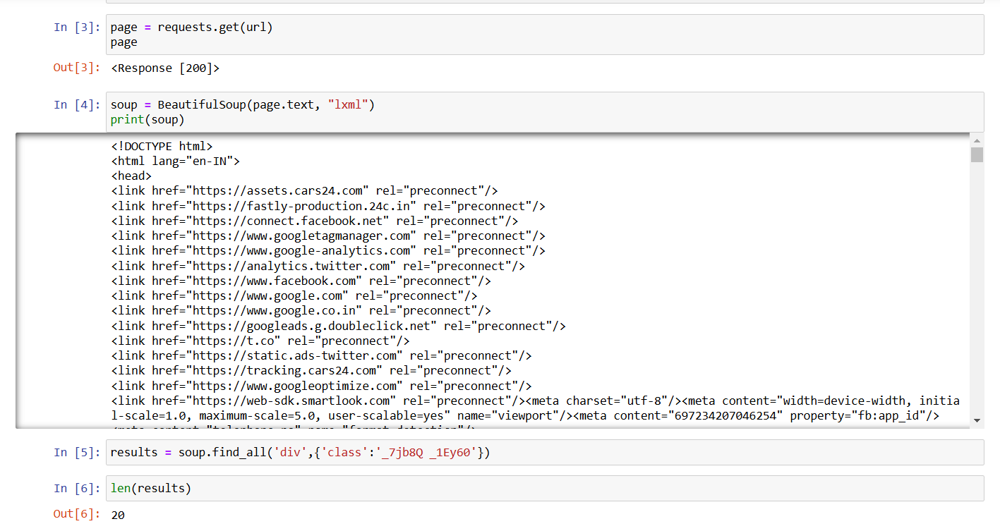 In [3]: page = requests.get(url)
page
Out[3]: <Response [200]>
In [4]: soup = BeautifulSoup(page.text, "lxml")
print(soup)
<!DOCTYPE html>
<html lang="en-IN">
<head>
<link href="https://assets.cars24.com" rel="preconnect"/>
<link href="https://fastly-production.24c.in" rel="preconnect"/>
<link href="https://connect.facebook.net" rel="preconnect"/>
<link href="https://www.googletagmanager.com" rel="preconnect"/>
<link href="https://www.google-analytics.com" rel="preconnect"/>
<link href="https://analytics.twitter.com" rel="preconnect"/>
<link href="https://www.facebook.com" rel="preconnect"/>
<link href="https://www.google.com" rel="preconnect"/>
<link href="https://www.google.co.in" rel="preconnect"/>
<link href="https://googleads.g.doubleclick.net" rel="preconnect"/>
<link href="https://t.co" rel="preconnect"/>
<link href="https://static.ads-twitter.com" rel="preconnect"/>
<link href="https://tracking.cars24.com" rel="preconnect"/>
<link href="https://www.googleoptimize.com" rel="preconnect"/>
<link href="https://web-sdk.smartlook.com" rel="preconnect"/><meta charset="utf-8"/><meta content="width=device-width, initia
l-scale=1.0, maximum-scale=5.0, user-scalable=yes" name="viewport"/><meta content="697234207046254" property="fb:app_id"/>
<meta content="telephone=no" name="format-detection"/>
In [5]: results = soup.find_all('div',{'class':'_7jb8Q _1Ey60'})
In [6]: len(results)
Out[6]: 20